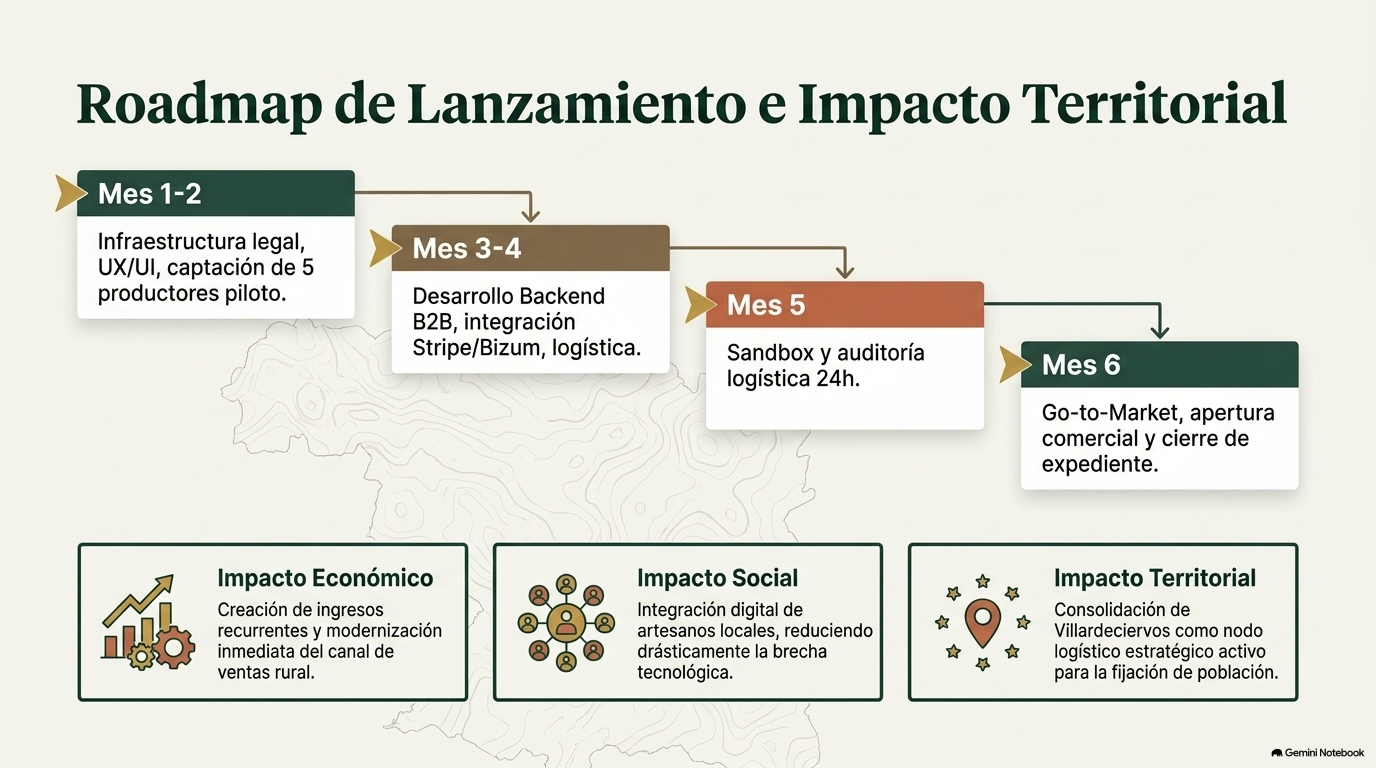 Roadmap de Lanzamiento e Impacto Territorial
Mes 1-2
Infraestructura legal,
UX/UI, captación de 5
productores piloto.
Mes 3-4
Desarrollo Backend
B2B, integración
Stripe/Bizum, logística.
Mes 5
Sandbox y auditoría
logística 24h.
Mes 6
Go-to-Market, apertura
comercial y cierre de
expediente.
Impacto Económico
Creación de ingresos
recurrentes y modernización
inmediata del canal de
ventas rural.
Impacto Social
Integración digital de
artesanos locales, reduciendo
drásticamente la brecha
tecnológica.
Impacto Territorial
Consolidación de
Villardeciervos como nodo
logístico estratégico activo
para la fijación de población.
Gemini Notebook